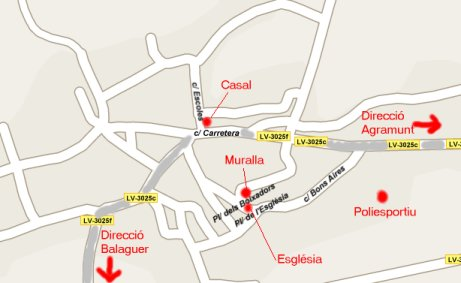 Casal
c/ Escoles
Direcció
Agramunt
c/ Carretera
LV-3025f
LV-3025c
Muralla
Pl/ dels Boixadors
Pl/ de l'Església
c/ Bons Aires
LV-3025c
Poliesportiu
LV-3025f
Direcció
Balaguer
Església